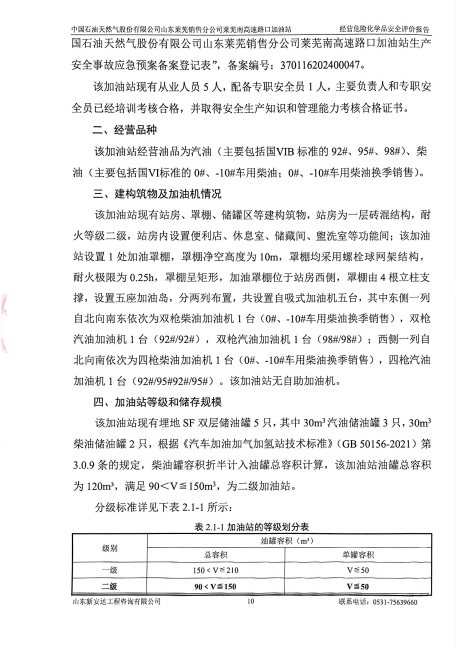 中国石油天然气股份有限公司山东莱芜销售分公司莱芜南高速路口加油站 经营危险化学品安全评价报告
国石油天然气股份有限公司山东莱芜销售分公司莱芜南高速路口加油站生产
安全事故应急预案备案登记表”，备案编号：370116202400047。
该加油站现有从业人员 5 人，配备专职安全员 1 人，主要负责人和专职安
全员已经培训考核合格，并取得安全生产知识和管理能力考核合格证书。
二、经营品种
该加油站经营油品为汽油（主要包括国ⅥB 标准的 92#、95#、98#）、柴
油（主要包括国Ⅵ标准的 0#、-10#车用柴油；0#、-10#车用柴油换季销售）。
三、建构筑物及加油机情况
该加油站现有站房、罩棚、储罐区等建构筑物，站房为一层砖混结构，耐
火等级二级，站房内设置便利店、休息室、储藏间、盥洗室等功能间；该加油
站设置 1 处加油罩棚，罩棚净空高度为 10m，罩棚均采用螺栓球网架结构，
耐火极限为 0.25h，罩棚呈矩形，加油罩棚位于站房西侧，罩棚由 4 根立柱支
撑，设置五座加油岛，分两列布置，共设置自吸式加油机五台，其中东侧一列
自北向南东依次为双枪柴油加油机 1 台（0#、-10#车用柴油换季销售），双枪
汽油加油机 1 台（92#/92#），双枪汽油加油机 1 台（98#/98#）；西侧一列自
北向南依次为四枪柴油加油机 1 台（0#、-10#车用柴油换季销售），四枪汽油
加油机 1 台（92#/95#92#/95#）。该加油站无自助加油机。
四、加油站等级和储存规模
该加油站现有埋地 SF 双层储油罐 5 只，其中 30m³汽油储油罐 3 只，30m³
柴油储油罐 2 只，根据《汽车加油加气加氢站技术标准》（GB 50156-2021）第
3.0.9 条的规定，柴油罐容积折半计入油罐总容积计算，该加油站油罐总容积
为 120m³，满足 90＜V≦150m³，为二级加油站。
分级标准详见下表 2.1-1 所示：
表 2.1-1 加油站的等级划分表
级别 油罐容积（m³）
总容积 单罐容积
一级 150＜V≦210 V≦50
二级 90＜V≦150 V≦50
山东新安达工程咨询有限公司 10 联系电话：0531-75639660